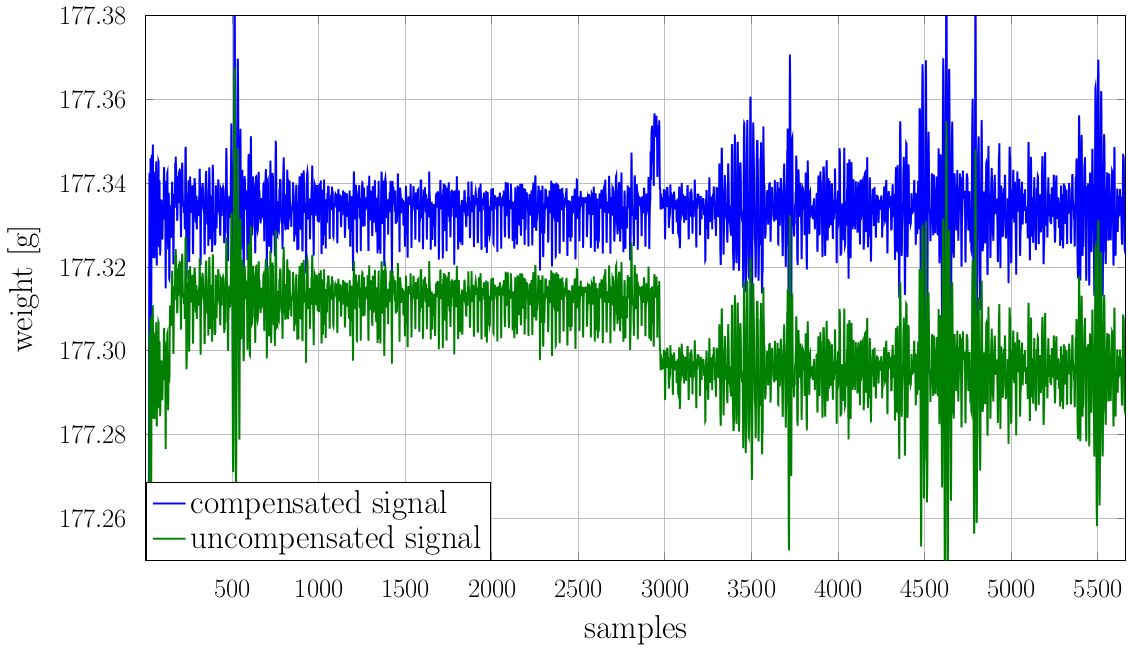 177.38
177.36
177.34
177.32
177.30
177.28
177.26
weight [g]
compensated signal
uncompensated signal
500 1000 1500 2000 2500 3000 3500 4000 4500 5000 5500
samples